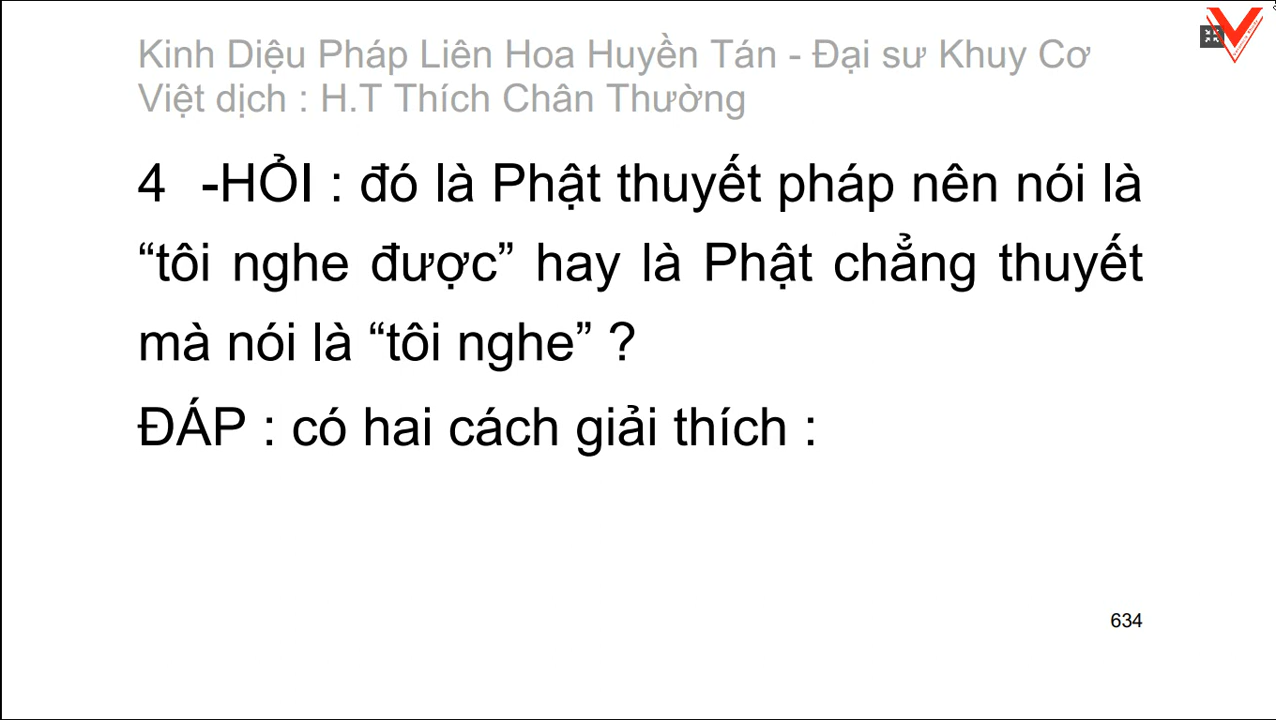 Kinh Diệu Pháp Liên Hoa Huyền Tán - Đại sư Khuy Cơ
Việt dịch : H.T Thích Chân Thường
4 -HỎI : đó là Phật thuyết pháp nên nói là
“tôi nghe được” hay là Phật chẳng thuyết
mà nói là “tôi nghe” ?
ĐÁP : có hai cách giải thích :
634